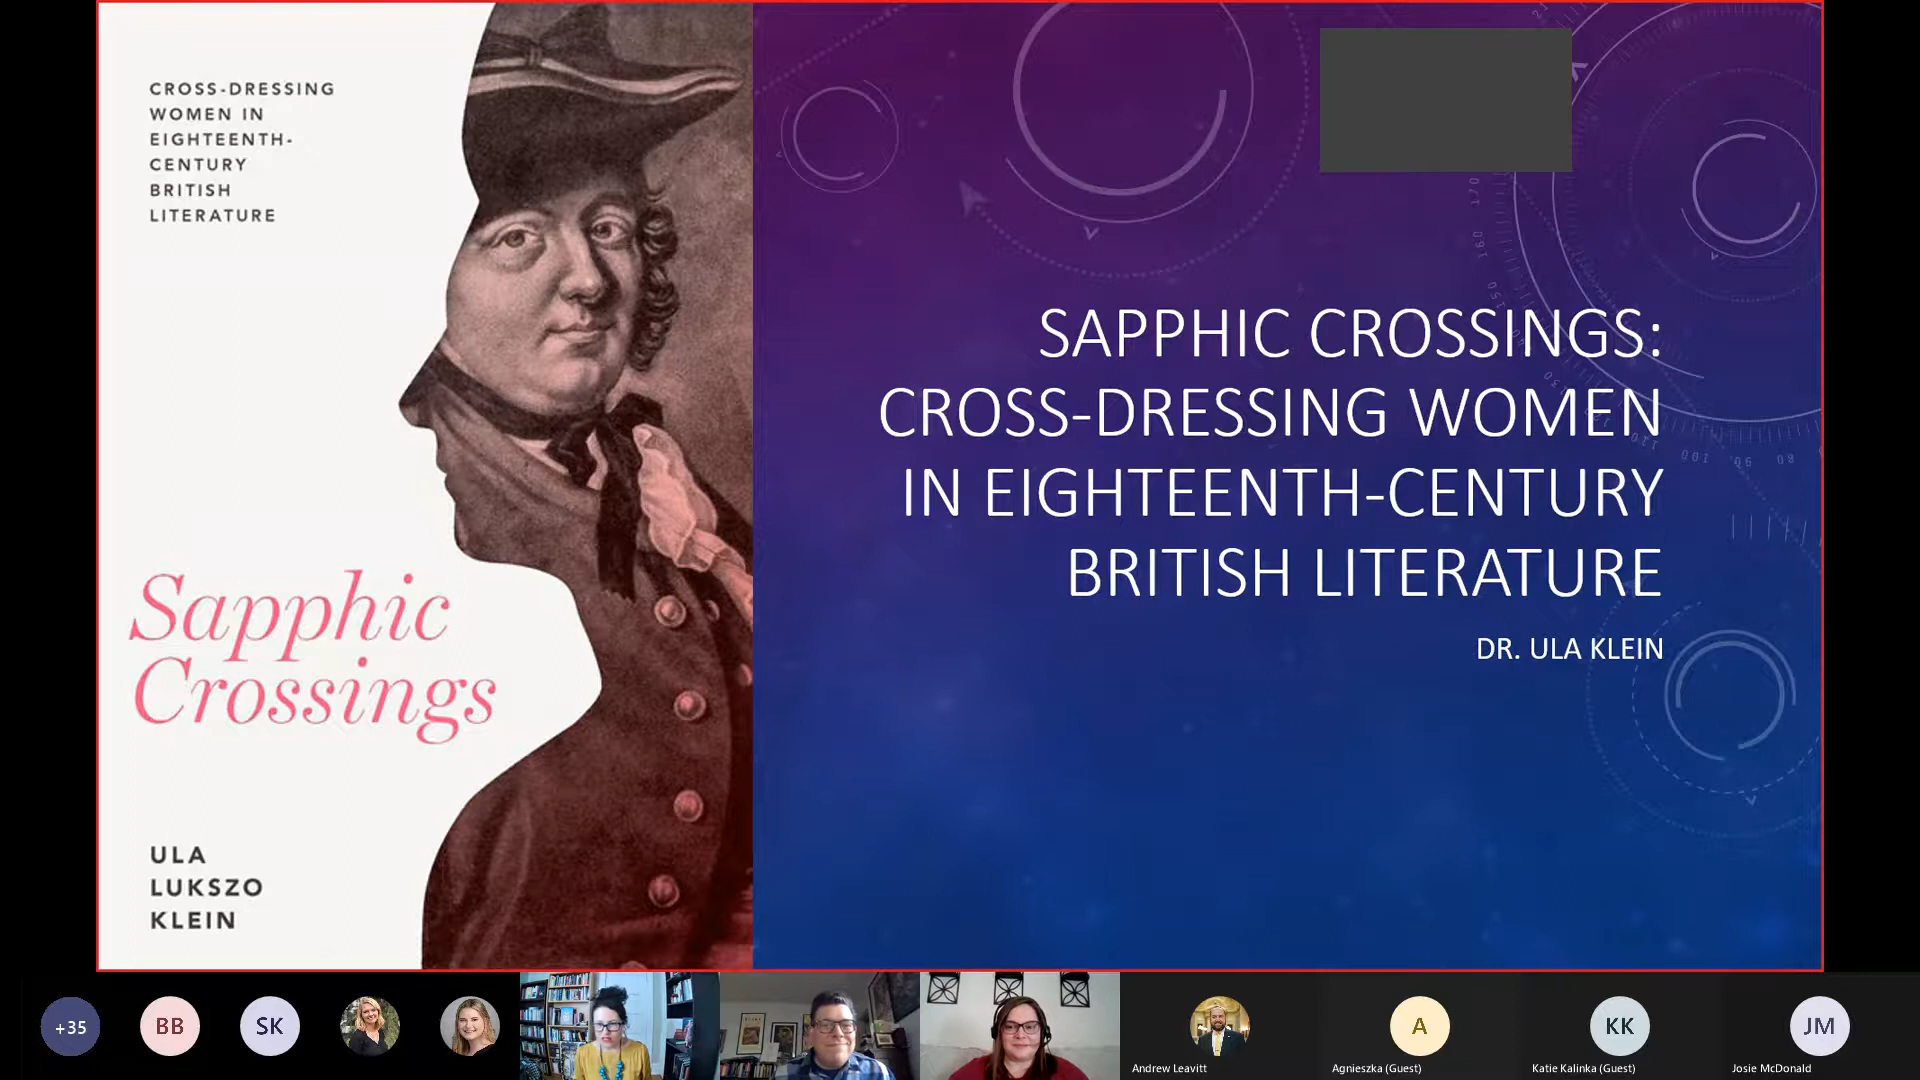 CROSS-DRESSING
WOMEN IN
EIGHTEENTH-
CENTURY
BRITISH
LITERATURE
Sapphic
Crossings
ULA
LUKSZO
KLEIN
SAPPHIC CROSSINGS:
CROSS-DRESSING WOMEN
IN EIGHTEENTH-CENTURY
BRITISH LITERATURE
DR. ULA KLEIN
+35
BB
SK
Andrew Leavitt
A
Agnieszka (Guest)
KK
Katie Kalinka (Guest)
JM
Josie McDonald